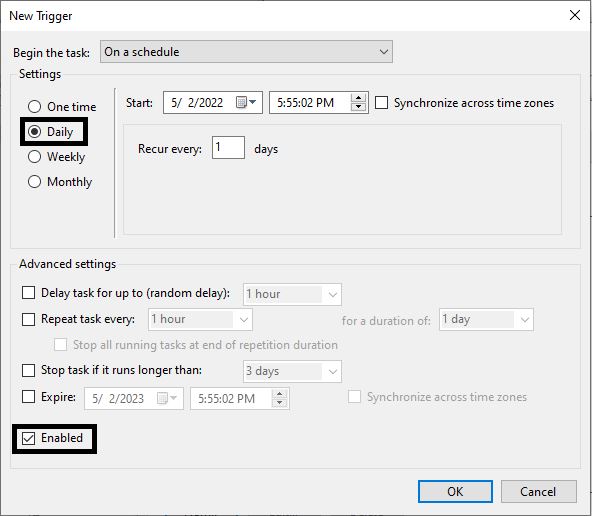 New Trigger
Begin the task: On a schedule
Settings
One time
Start: 5/ 2/2022 5:55:02 PM Synchronize across time zones
Daily
Recur every: 1 days
Weekly
Monthly
Advanced settings
Delay task for up to (random delay): 1 hour
Repeat task every: 1 hour for a duration of: 1 day
Stop all running tasks at end of repetition duration
Stop task if it runs longer than: 3 days
Expire: 5/ 2/2023 5:55:02 PM Synchronize across time zones
Enabled
OK Cancel